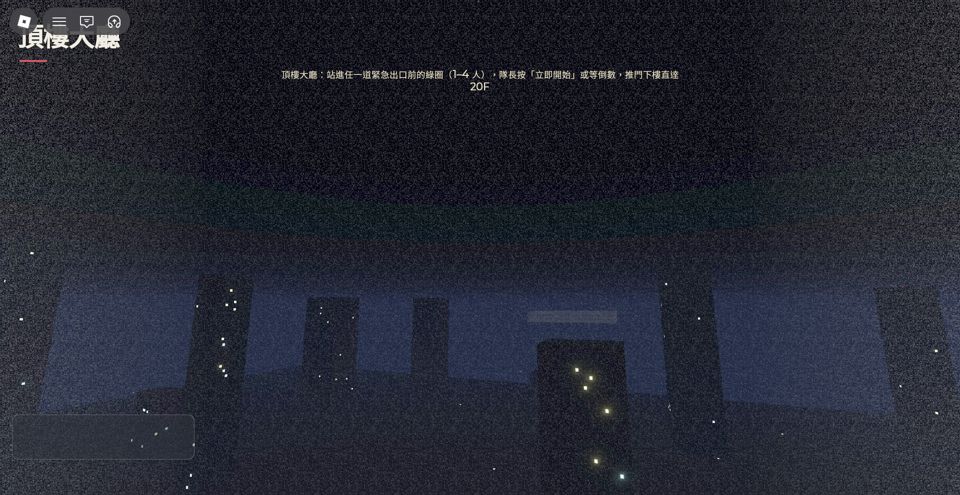 頂樓大廳
頂樓大廳：站進任一道緊急出口前的綠圈（1–4 人），隊長按「立即開始」或等倒數，推門下樓直達
20F